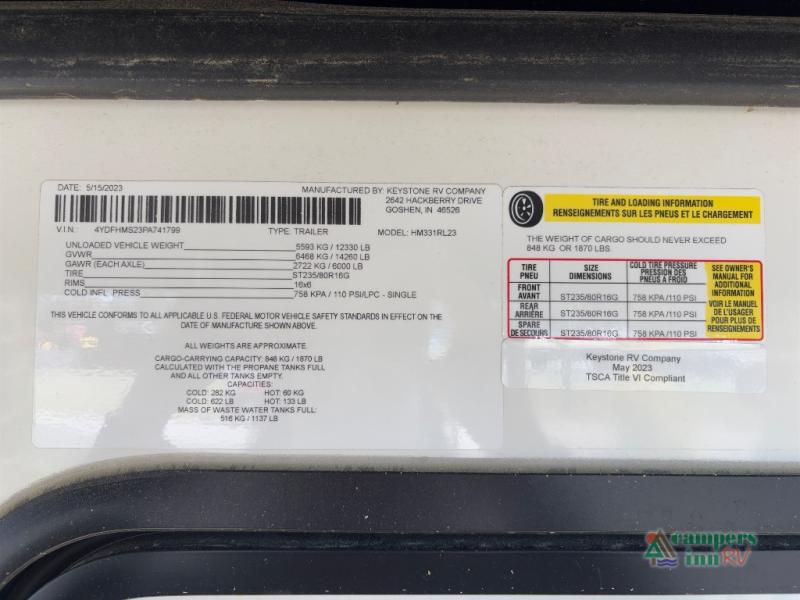 DATE: 5/15/2023
MANUFACTURED BY: KEYSTONE RV COMPANY
2642 HACKBERRY DRIVE
GOSHEN, IN 46526
V.I.N.: 4YDFHMS23PA741799 TYPE: TRAILER MODEL: HM331RL23
UNLOADED VEHICLE WEIGHT 5593 KG / 12330 LB
GVWR 6468 KG / 14260 LB
GAWR (EACH AXLE) 2722 KG / 6000 LB
TIRE ST235/80R16G
RIMS 16x6
COLD INFL. PRESS 758 KPA / 110 PSI/LPC - SINGLE
THIS VEHICLE CONFORMS TO ALL APPLICABLE U.S. FEDERAL MOTOR VEHICLE SAFETY STANDARDS IN EFFECT ON THE
DATE OF MANUFACTURE SHOWN ABOVE.
ALL WEIGHTS ARE APPROXIMATE.
CARGO-CARRYING CAPACITY: 848 KG / 1870 LB
CALCULATED WITH THE PROPANE TANKS FULL
AND ALL OTHER TANKS EMPTY.
CAPACITIES:
COLD: 282 KG HOT: 60 KG
COLD: 622 LB HOT: 133 LB
MASS OF WASTE WATER TANKS FULL:
516 KG / 1137 LB
TIRE AND LOADING INFORMATION
RENSEIGNEMENTS SUR LES PNEUS ET LE CHARGEMENT
THE WEIGHT OF CARGO SHOULD NEVER EXCEED
848 KG OR 1870 LBS.
TIRE
PNEU
SIZE
DIMENSIONS
COLD TIRE PRESSURE
PRESSION DES
PNEUS A FROID
FRONT
AVANT
ST235/80R16G 758 KPA /110 PSI
REAR
ARRIÈRE
ST235/80R16G 758 KPA /110 PSI
SPARE
DE SECOURS
ST235/80R16G 758 KPA /110 PSI
SEE OWNER'S
MANUAL FOR
ADDITIONAL
INFORMATION
VOIR LE MANUEL
DE L'USAGER
POUR PLUS DE
RENSEIGNEMENTS
Keystone RV Company
May 2023
TSCA Title VI Compliant
campers
inn RV